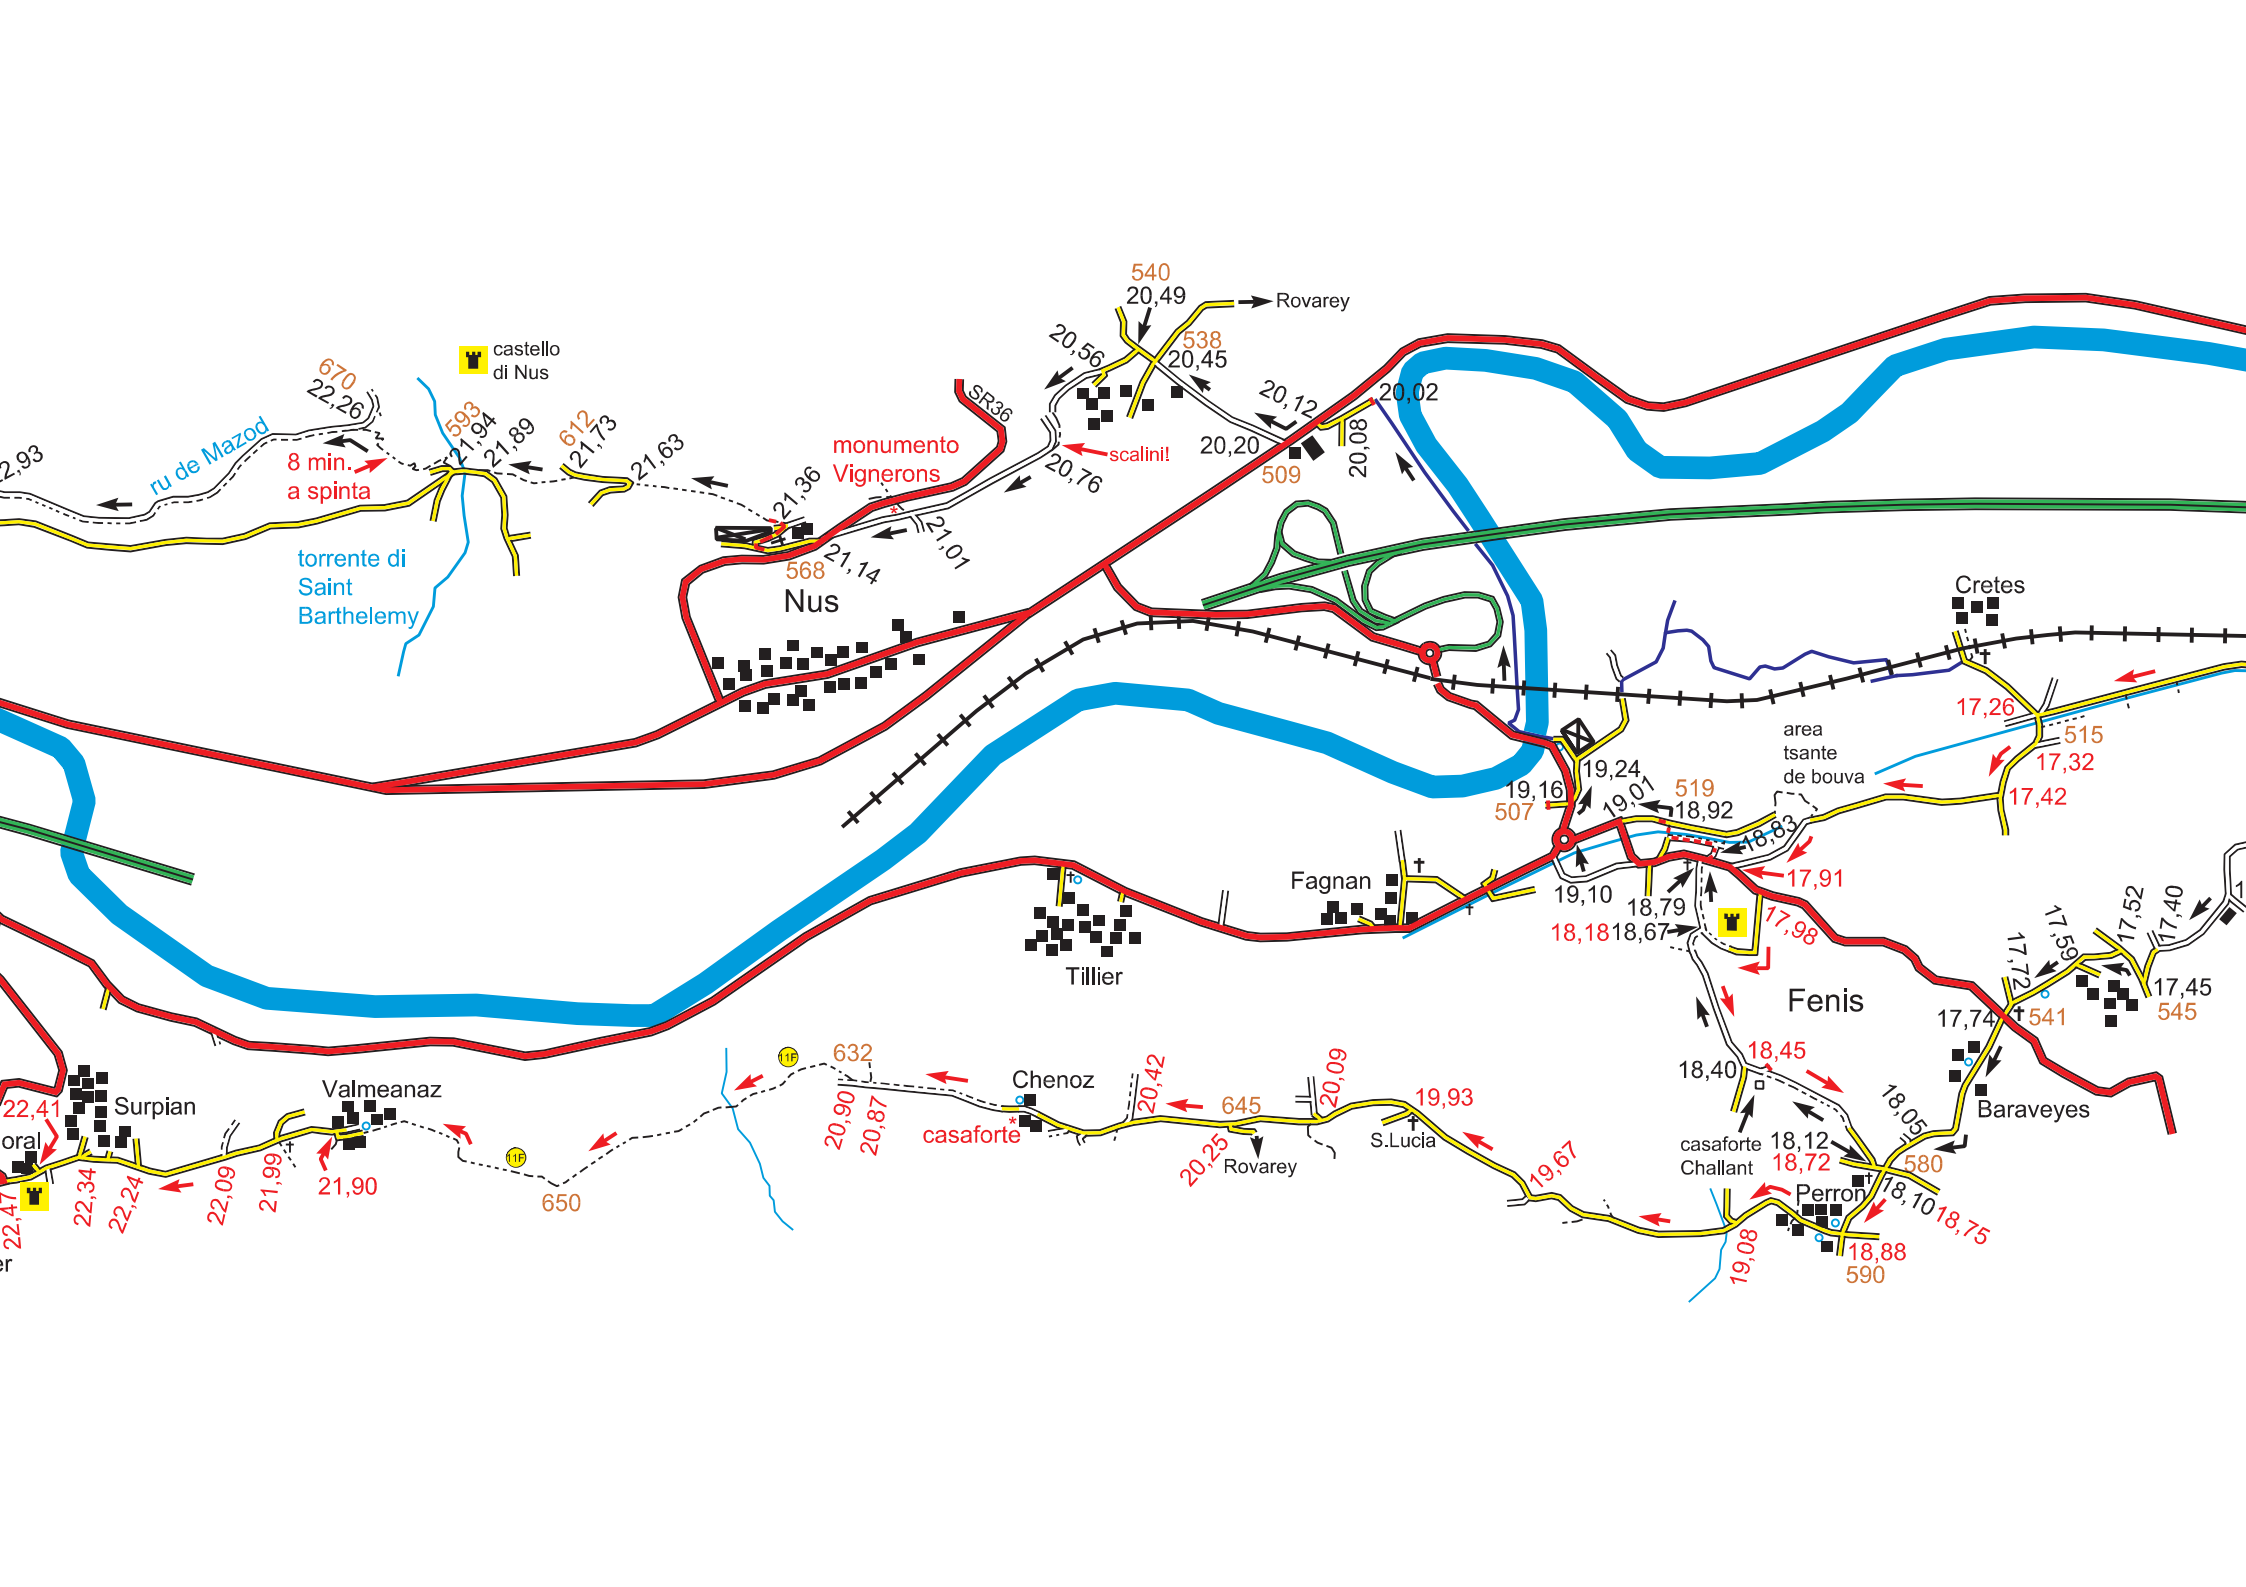 540
20,49
Rovarey
538
20,45
20,56
castello
di Nus
670
22,26
593
21,94
21,89
612
21,73
21,63
SR36
20,12
20,02
20,20
20,08
509
monumento
Vignerons
scalini!
20,76
ru de Mazod
8 min.
a spinta
21,36
21,01
21,14
568
Nus
torrente di
Saint
Barthelemy
Cretes
17,26
515
17,32
17,42
area
tsante
de bouva
19,24
19,16
507
19,01
519
18,92
18,83
19,10
18,79
18,18
18,67
17,91
17,98
Fagnan
Tillier
Fenis
17,72
17,59
17,52
17,40
17,45
545
541
17,74
18,40
18,45
Baraveyes
18,05
18,12
18,72
580
18,10
18,75
casaforte
Challant
Perron
18,88
590
19,08
19,67
19,93
S.Lucia
20,09
645
20,25
Rovarey
20,42
Chenoz
casaforte
632
20,90
20,87
11F
11F
650
Valmeanaz
21,90
21,99
22,09
22,24
22,34
Surpian
22,41
22,47